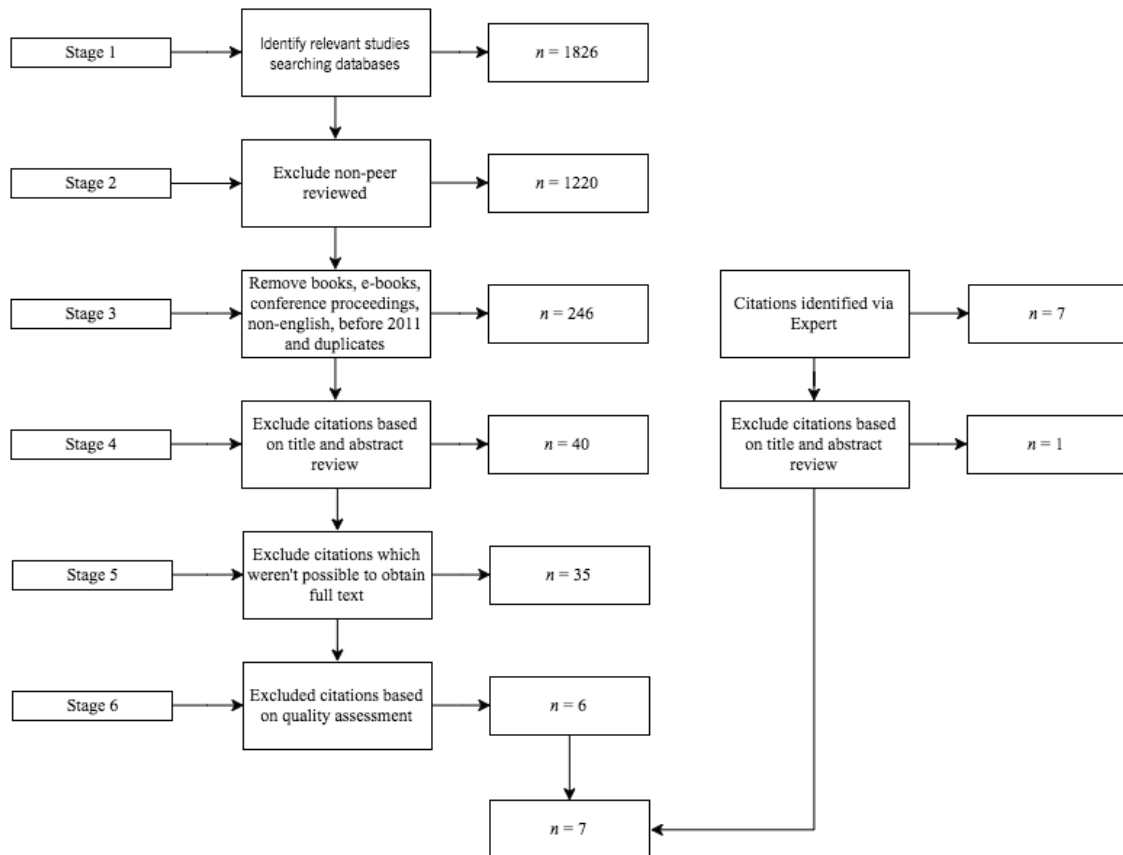 Stage 1
Identify relevant studies
searching databases
n = 1826
Stage 2
Exclude non-peer
reviewed
n = 1220
Stage 3
Remove books, e-books,
conference proceedings,
non-english, before 2011
and duplicates
n = 246
Citations identified via
Expert
n = 7
Stage 4
Exclude citations based
on title and abstract
review
n = 40
Exclude citations based on
title and abstract
review
n = 1
Stage 5
Exclude citations which
weren't possible to obtain
full text
n = 35
Stage 6
Excluded citations based
on quality assessment
n = 6
n = 7